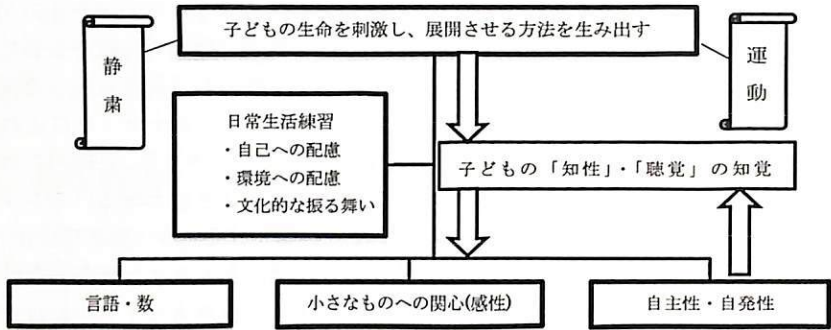 子どもの生命を刺激し、展開させる方法を生み出す
静
粛
運
動
日常生活練習
・自己への配慮
・環境への配慮
・文化的な振る舞い
子どもの「知性」・「聴覚」の知覚
言語・数
小さなものへの関心(感性)
自主性・自発性